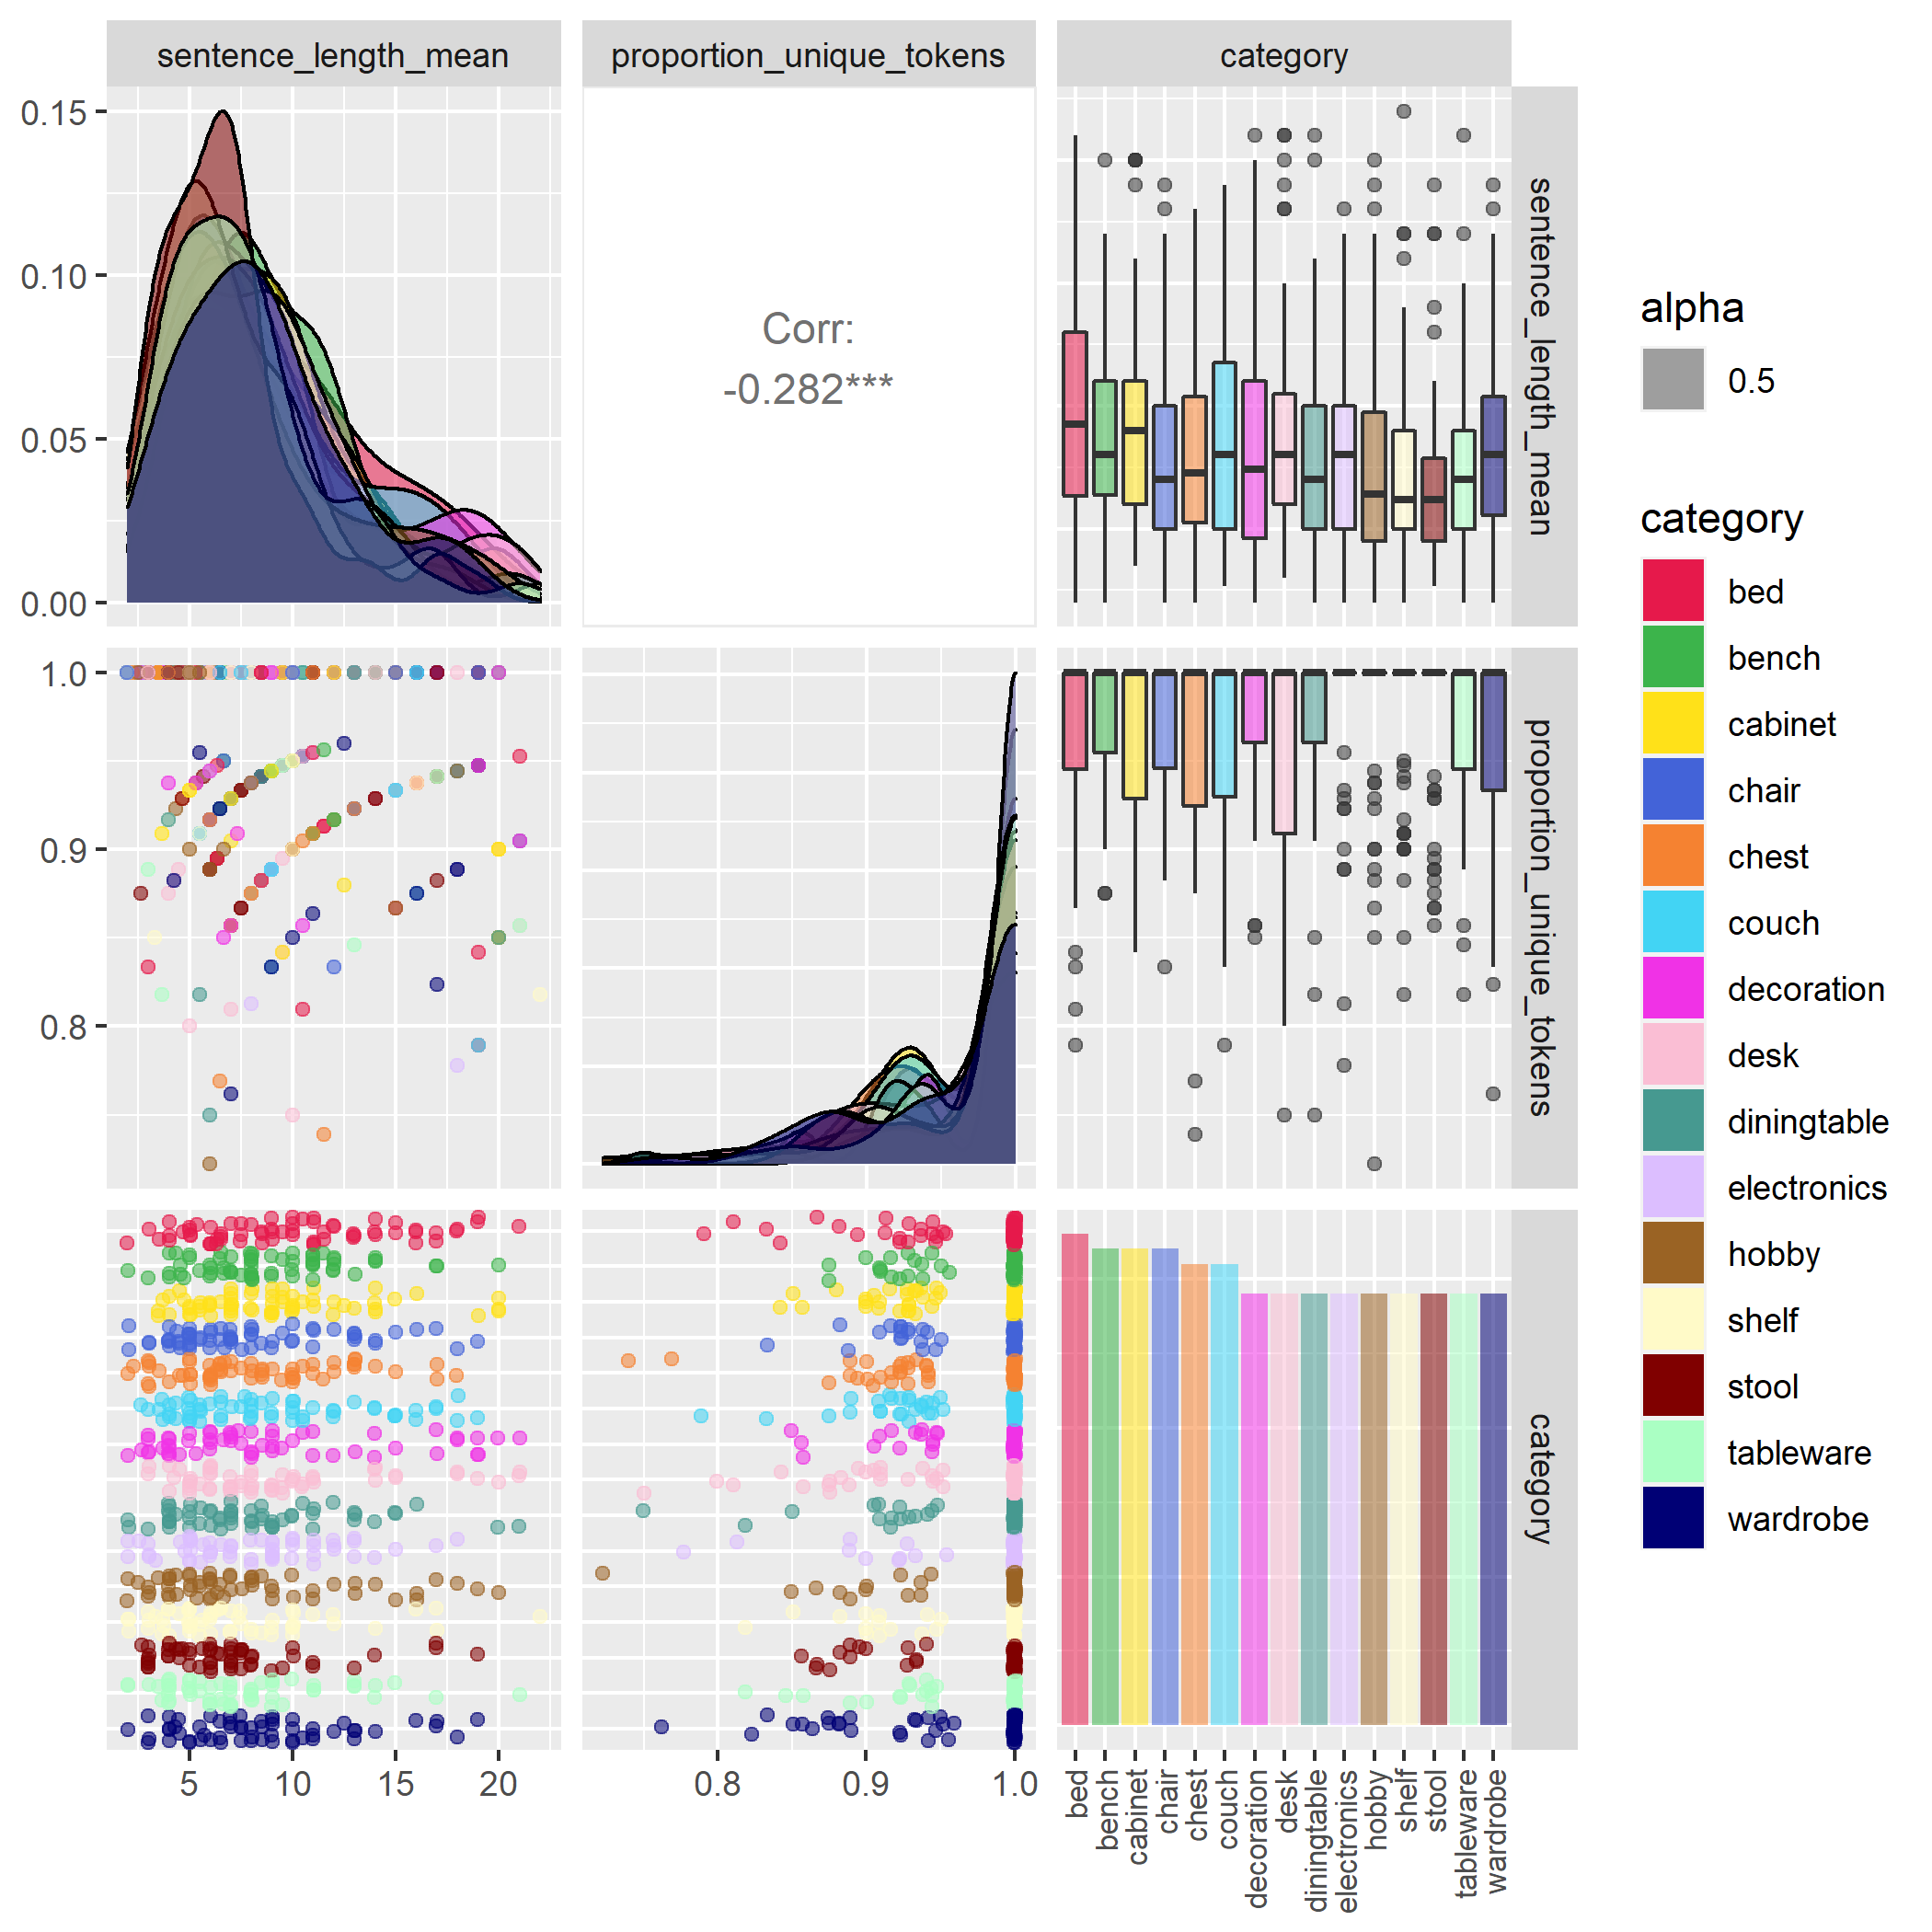 sentence_length_mean
proportion_unique_tokens
category
0.15
0.10
0.05
0.00
Corr:
-0.282***
sentence_length_mean
1.0
0.9
0.8
proportion_unique_tokens
category
5
10
15
20
0.8
0.9
1.0
bed
bench
cabinet
chair
chest
couch
decoration
desk
diningtable
electronics
hobby
shelf
stool
tableware
wardrobe
alpha
0.5
category
bed
bench
cabinet
chair
chest
couch
decoration
desk
diningtable
electronics
hobby
shelf
stool
tableware
wardrobe